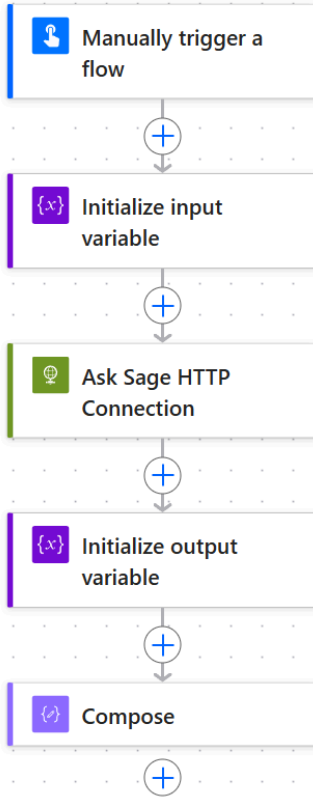 Manually trigger a
flow
{x}
Initialize input
variable
Ask Sage HTTP
Connection
{x}
Initialize output
variable
Compose